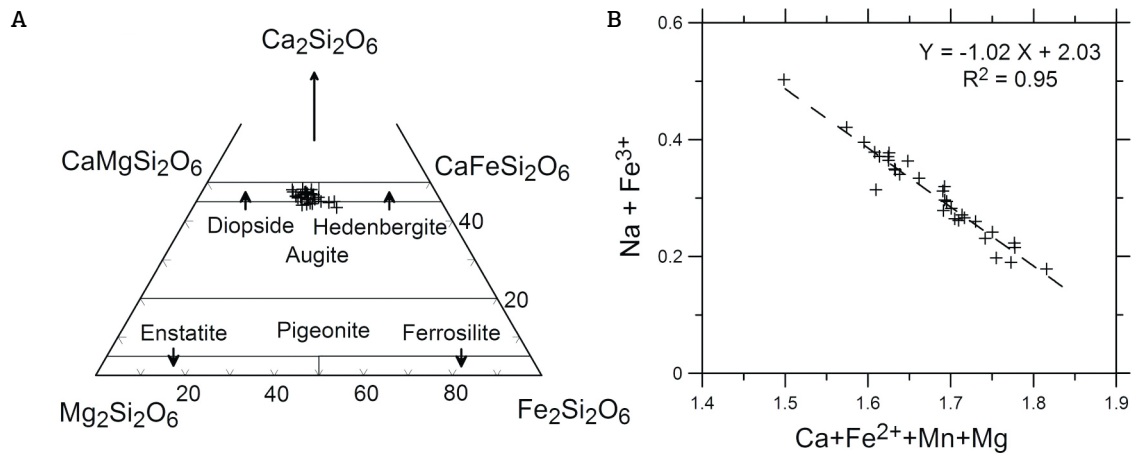 A
Ca2Si2O6
CaMgSi2O6
CaFeSi2O6
Diopside
Hedenbergite
40
Augite
20
Enstatite
Pigeonite
Ferrosilite
20
40
60
80
Mg2Si2O6
Fe2Si2O6
B
0.6
Y = -1.02 X + 2.03
R2 = 0.95
0.4
0.2
0
Na + Fe3+
1.4
1.5
1.6
1.7
1.8
1.9
Ca+Fe2++Mn+Mg